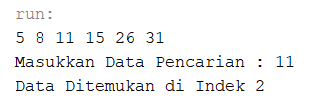 run:
5 8 11 15 26 31
Masukkan Data Pencarian : 11
Data Ditemukan di Indek 2